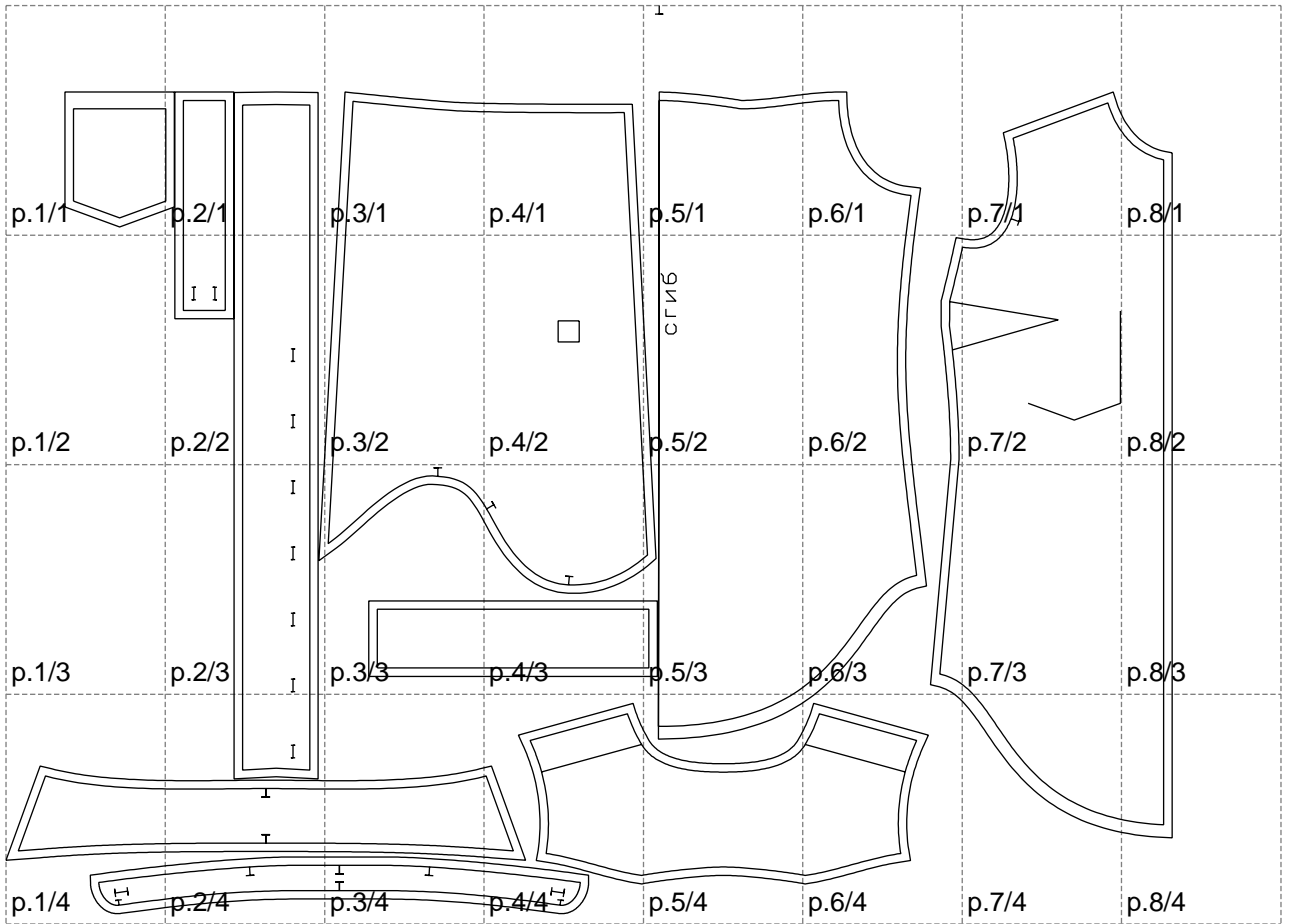 p.1/1 p.2/1 p.3/1 p.4/1 p.5/1 p.6/1 p.7/1 p.8/1
сгиб
p.1/2 p.2/2 p.3/2 p.4/2 p.5/2 p.6/2 p.7/2 p.8/2
p.1/3 p.2/3 p.3/3 p.4/3 p.5/3 p.6/3 p.7/3 p.8/3
p.1/4 p.2/4 p.3/4 p.4/4 p.5/4 p.6/4 p.7/4 p.8/4